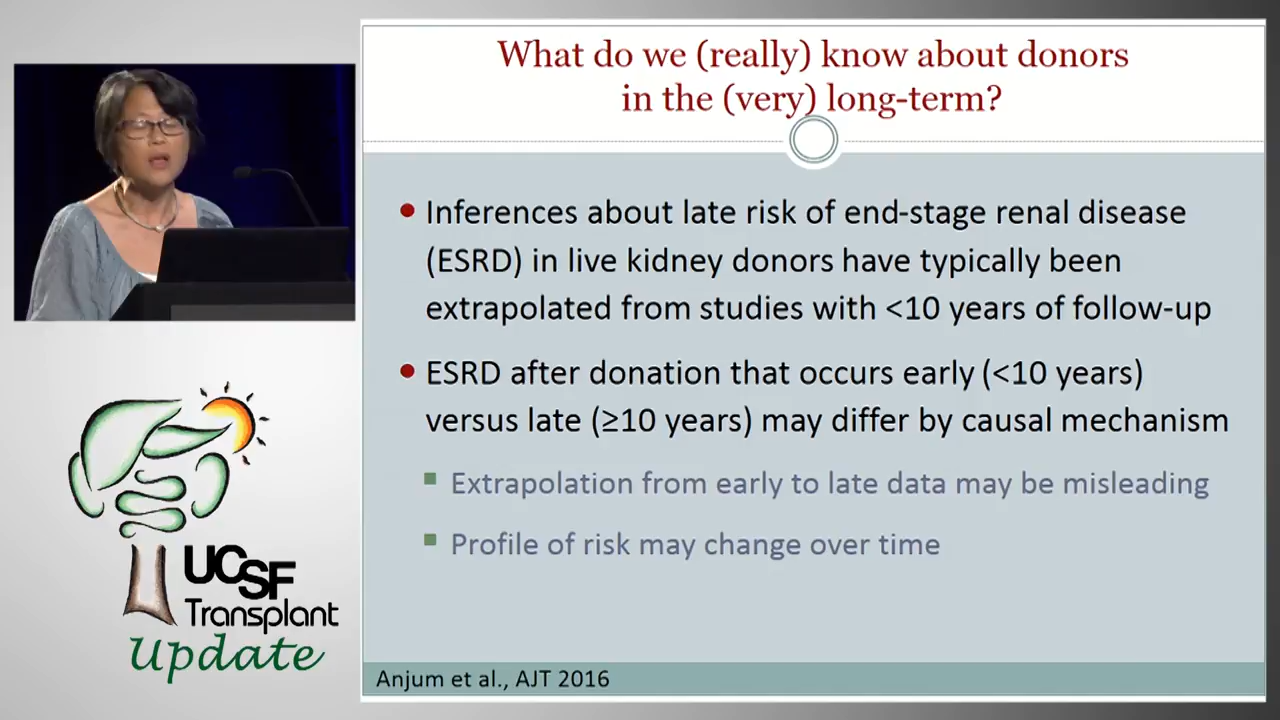 What do we (really) know about donors
in the (very) long-term?
• Inferences about late risk of end-stage renal disease
(ESRD) in live kidney donors have typically been
extrapolated from studies with <10 years of follow-up
• ESRD after donation that occurs early (<10 years)
versus late (≥10 years) may differ by causal mechanism
▪ Extrapolation from early to late data may be misleading
▪ Profile of risk may change over time
Anjum et al., AJT 2016
UCSF
Transplant
Update